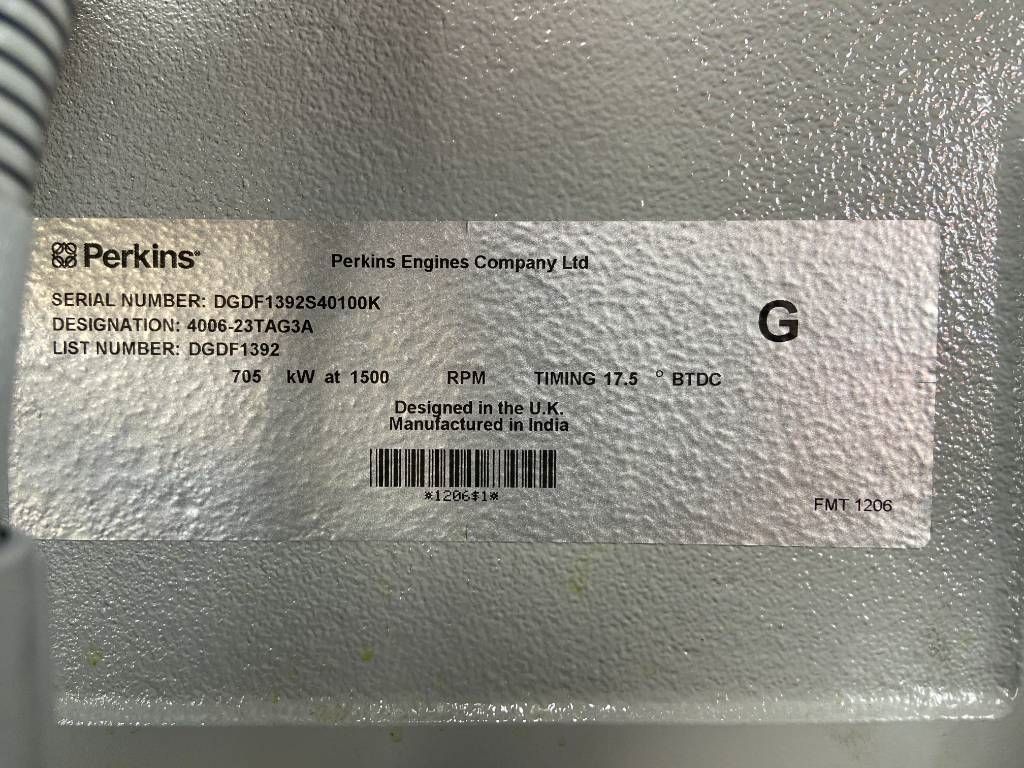 Perkins®
Perkins Engines Company Ltd
SERIAL NUMBER: DGDF1392S40100K
DESIGNATION: 4006-23TAG3A
LIST NUMBER: DGDF1392
G
705 kW at 1500 RPM TIMING 17.5 ° BTDC
Designed in the U.K.
Manufactured in India
*1206$1*
FMT 1206